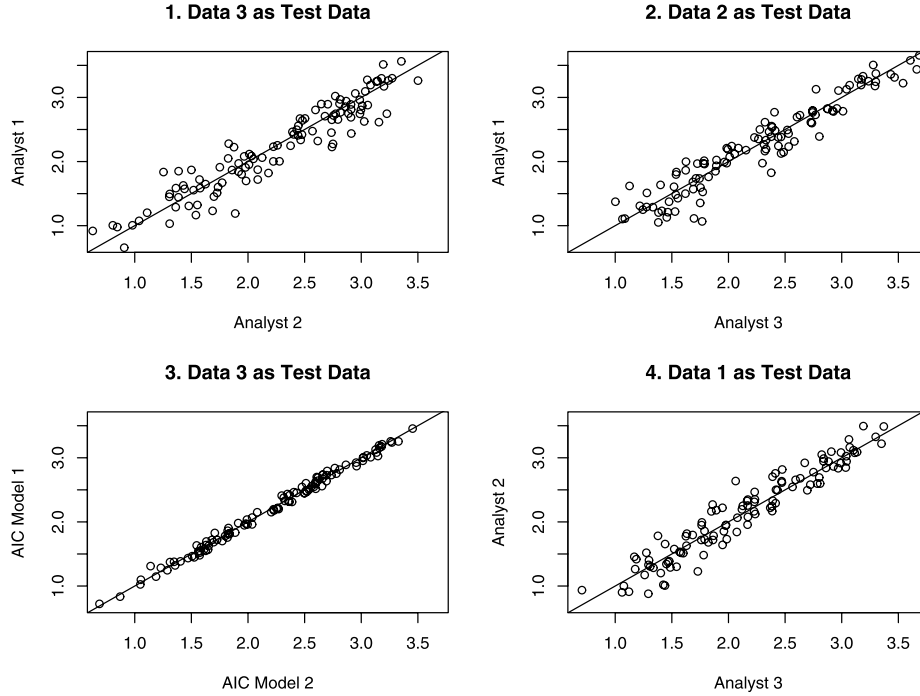 1. Data 3 as Test Data
Analyst 1
3.0
2.0
1.0
1.0 1.5 2.0 2.5 3.0 3.5
Analyst 2
2. Data 2 as Test Data
Analyst 1
3.0
2.0
1.0
1.0 1.5 2.0 2.5 3.0 3.5
Analyst 3
3. Data 3 as Test Data
AIC Model 1
3.0
2.0
1.0
1.0 1.5 2.0 2.5 3.0 3.5
AIC Model 2
4. Data 1 as Test Data
Analyst 2
3.0
2.0
1.0
1.0 1.5 2.0 2.5 3.0 3.5
Analyst 3